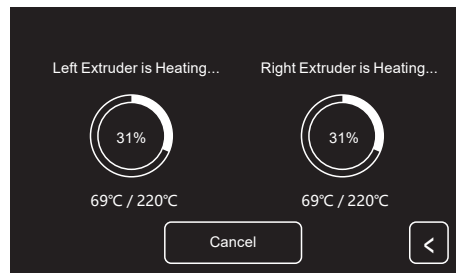 Left Extruder is Heating...
Right Extruder is Heating...
31%
31%
69℃ / 220℃
69℃ / 220℃
Cancel
<